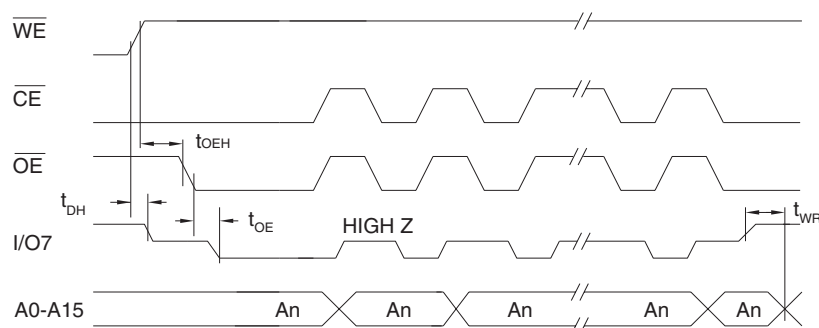 WE
CE
tOEH
OE
tDH
tOE
HIGH Z
tWR
I/O7
A0-A15 An An An An An